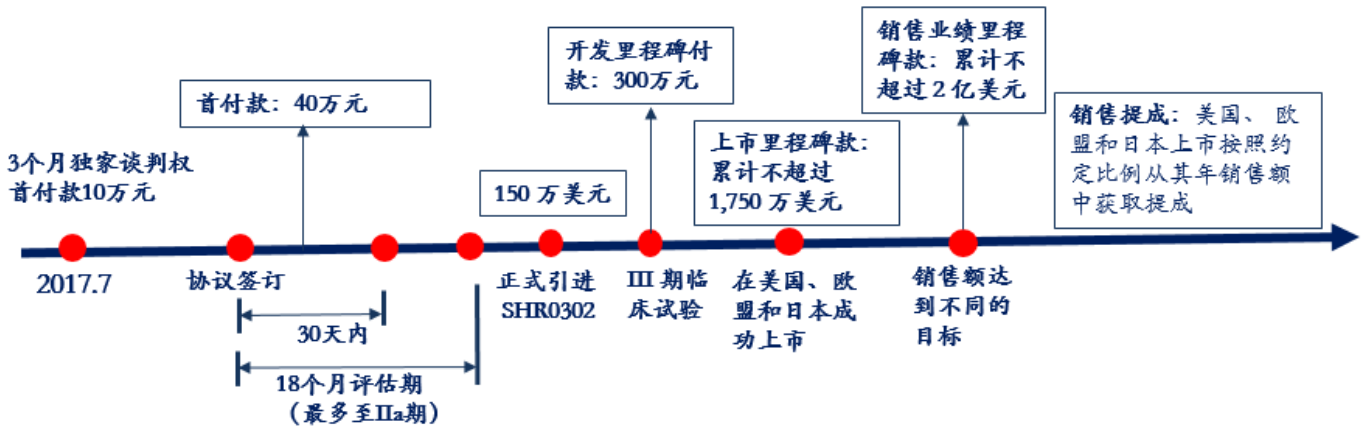 3个月独家谈判权
首付款10万元
首付款：40万元
150 万美元
开发里程碑付
款：300万元
上市里程碑款：
累计不超过
1,750 万美元
销售业绩里程
碑款：累计不
超过 2 亿美元
销售提成：美国、 欧
盟和日本上市按照约
定比例从其年销售额
中获取提成
2017.7
协议签订
正式引进
SHR0302
III 期临
床试验
在美国、欧
盟和日本成
功上市
销售额达
到不同的
目标
30天内
18个月评估期
（最多至IIa期）